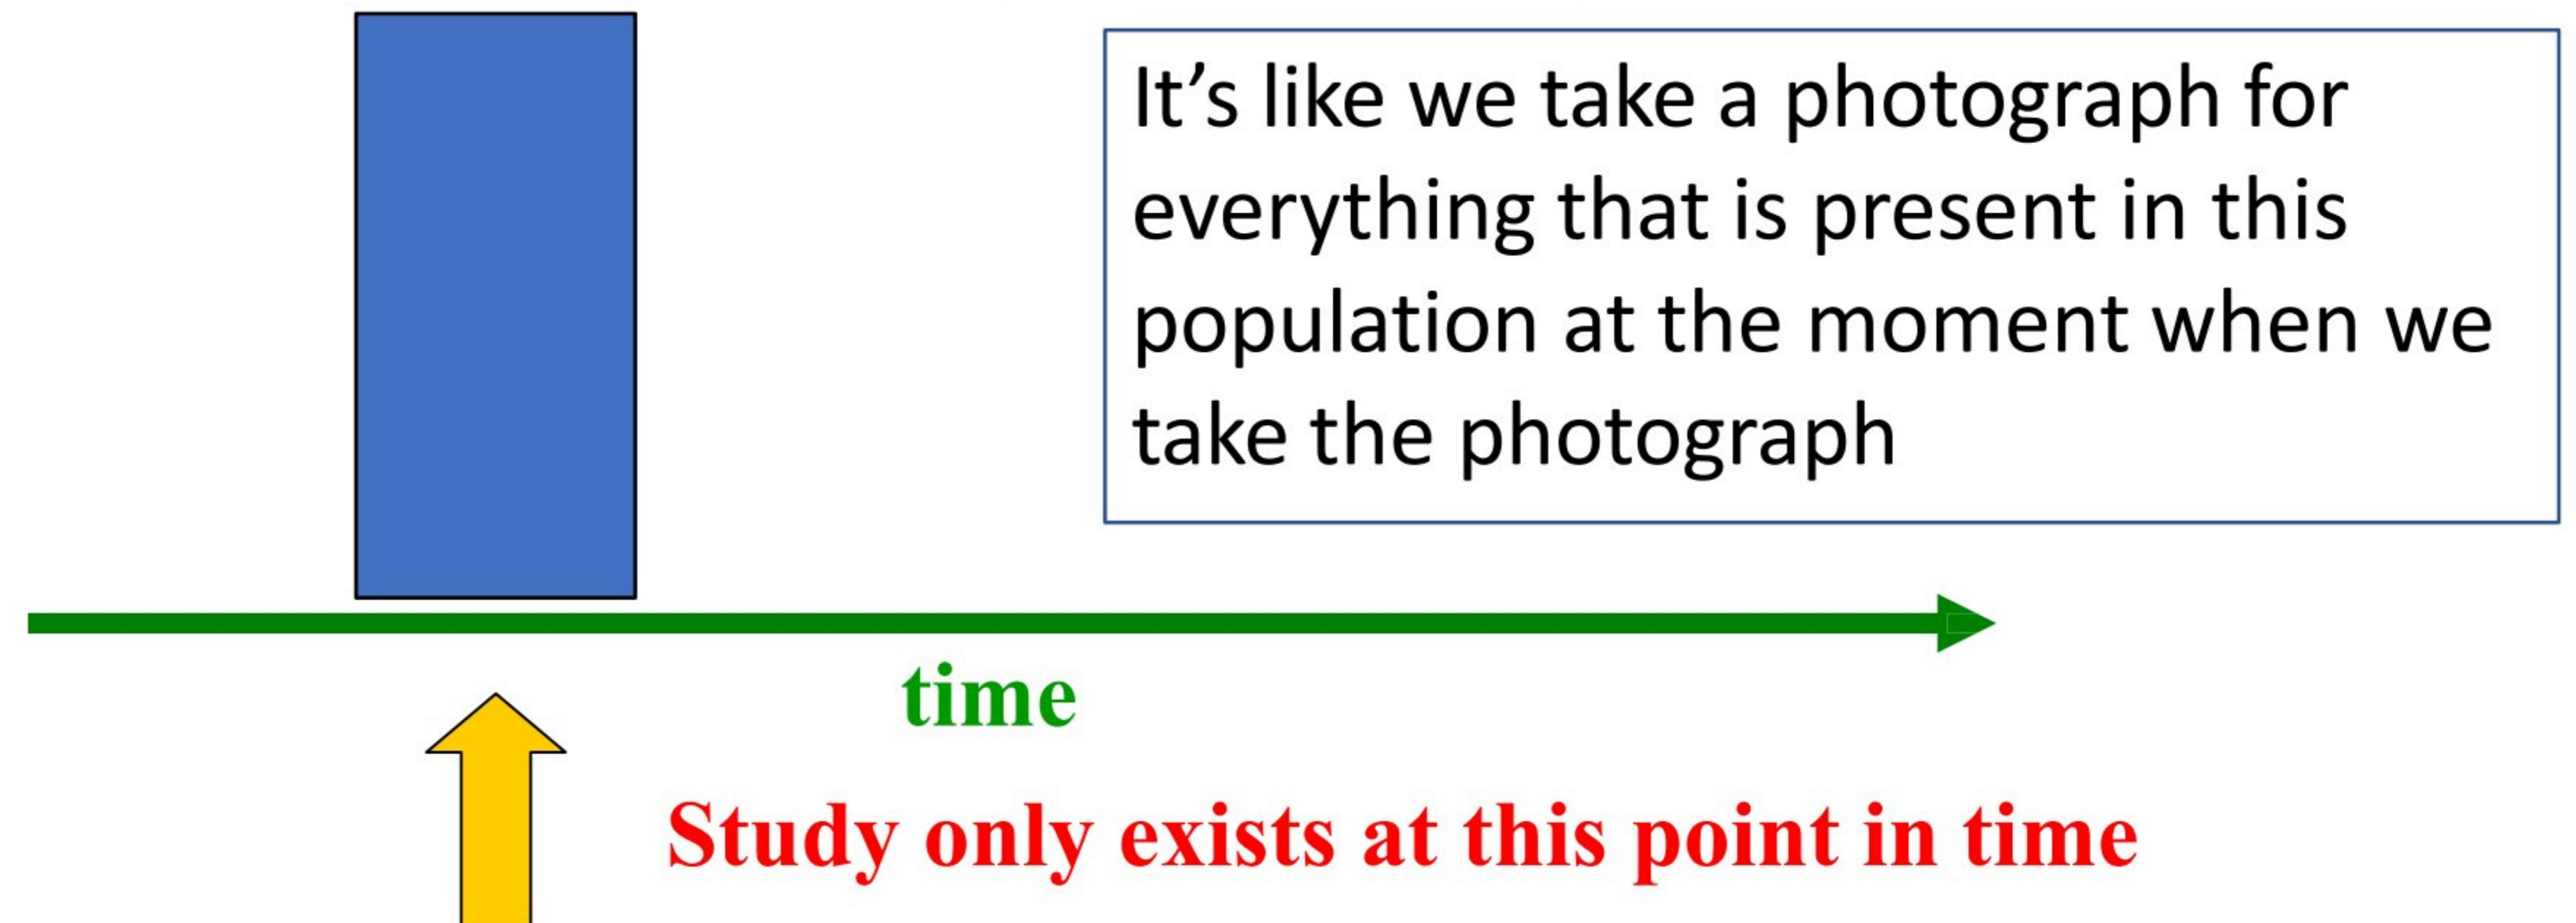 It’s like we take a photograph for
everything that is present in this
population at the moment when we
take the photograph
time
Study only exists at this point in time